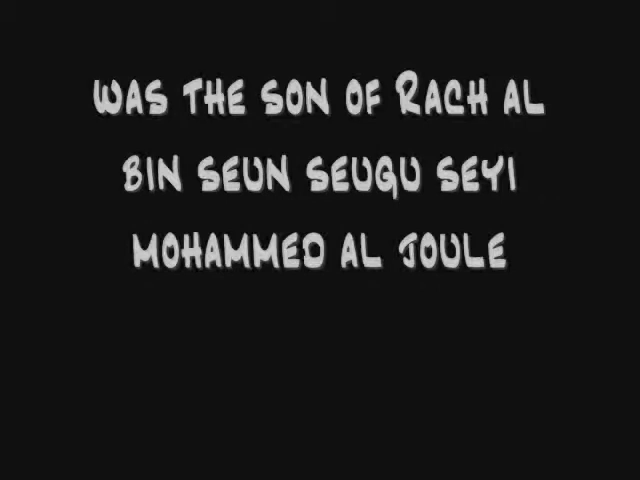 WAS THE SON OF RACH AL
BIN SEUN SEUGU SEYI
MOHAMMED AL JOULE